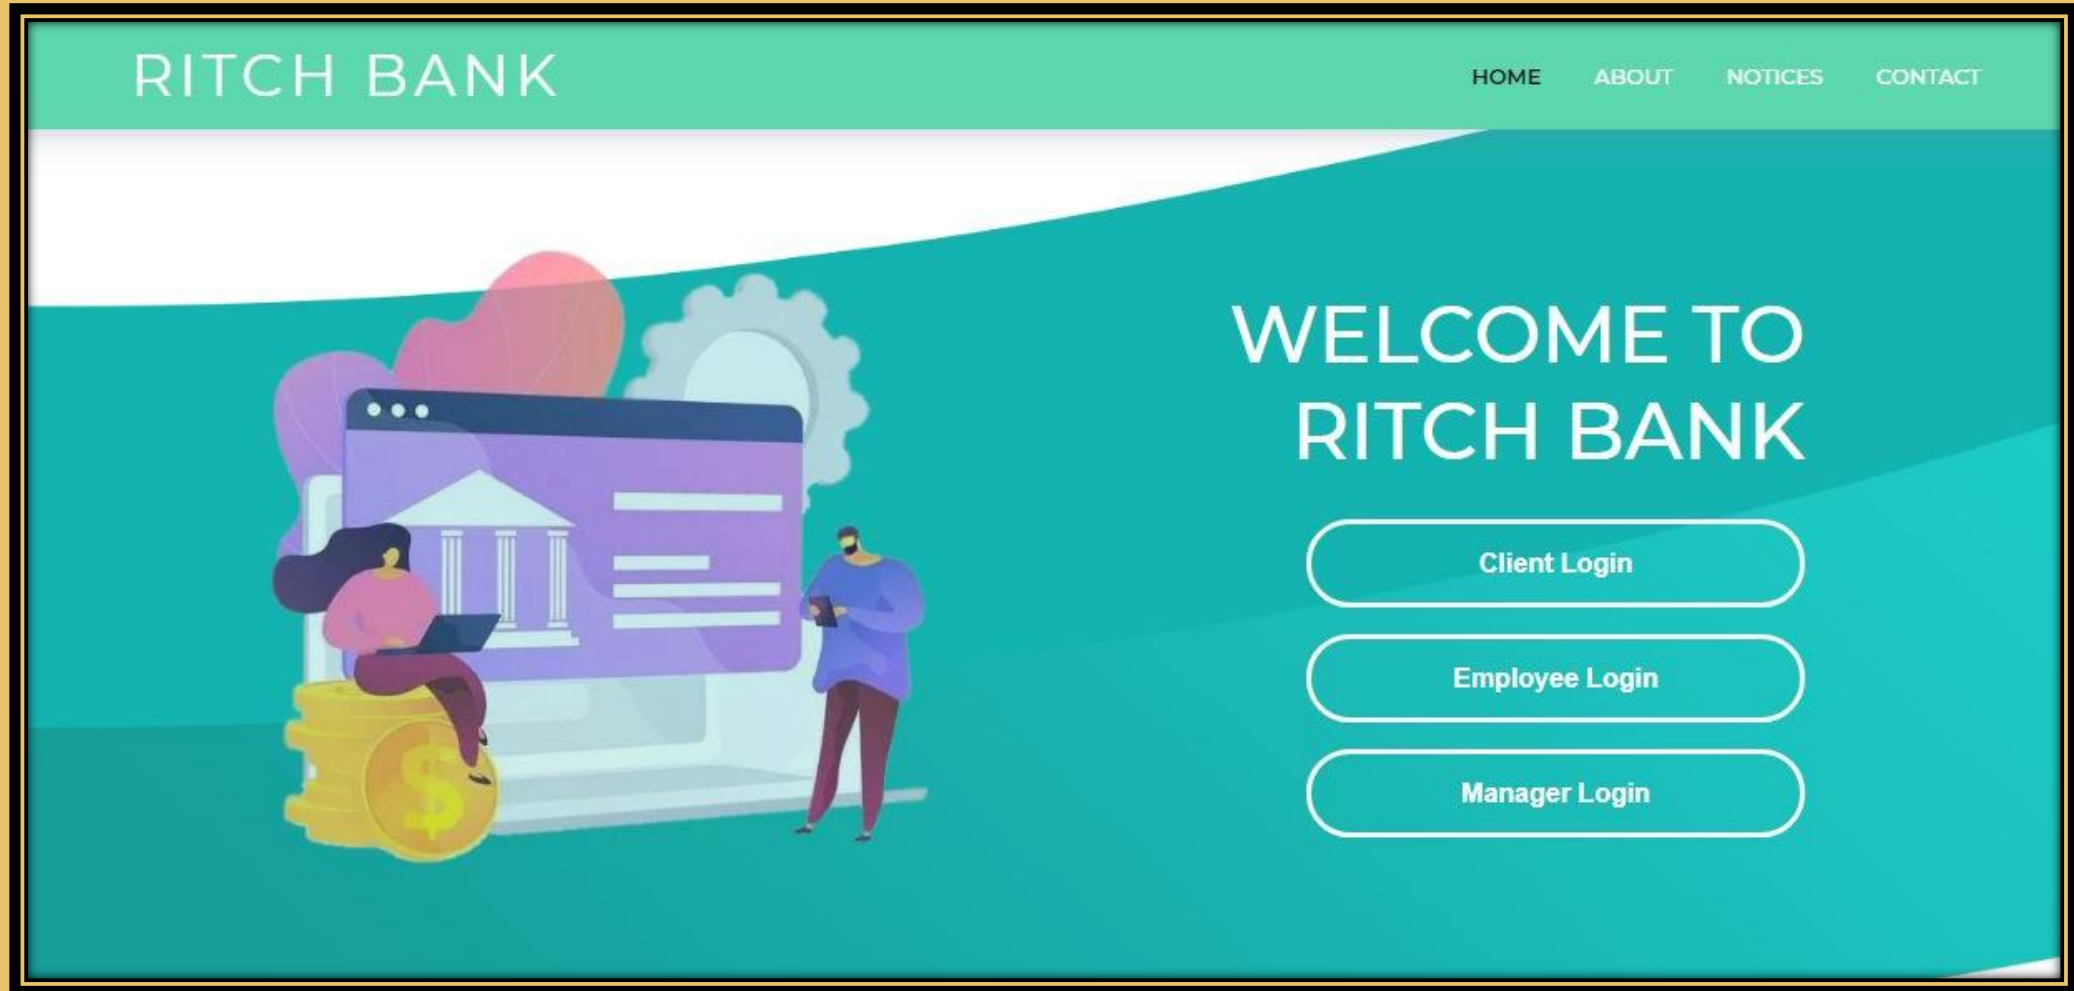 RITCH BANK
HOME ABOUT NOTICES CONTACT
WELCOME TO
RITCH BANK
Client Login
Employee Login
Manager Login
$